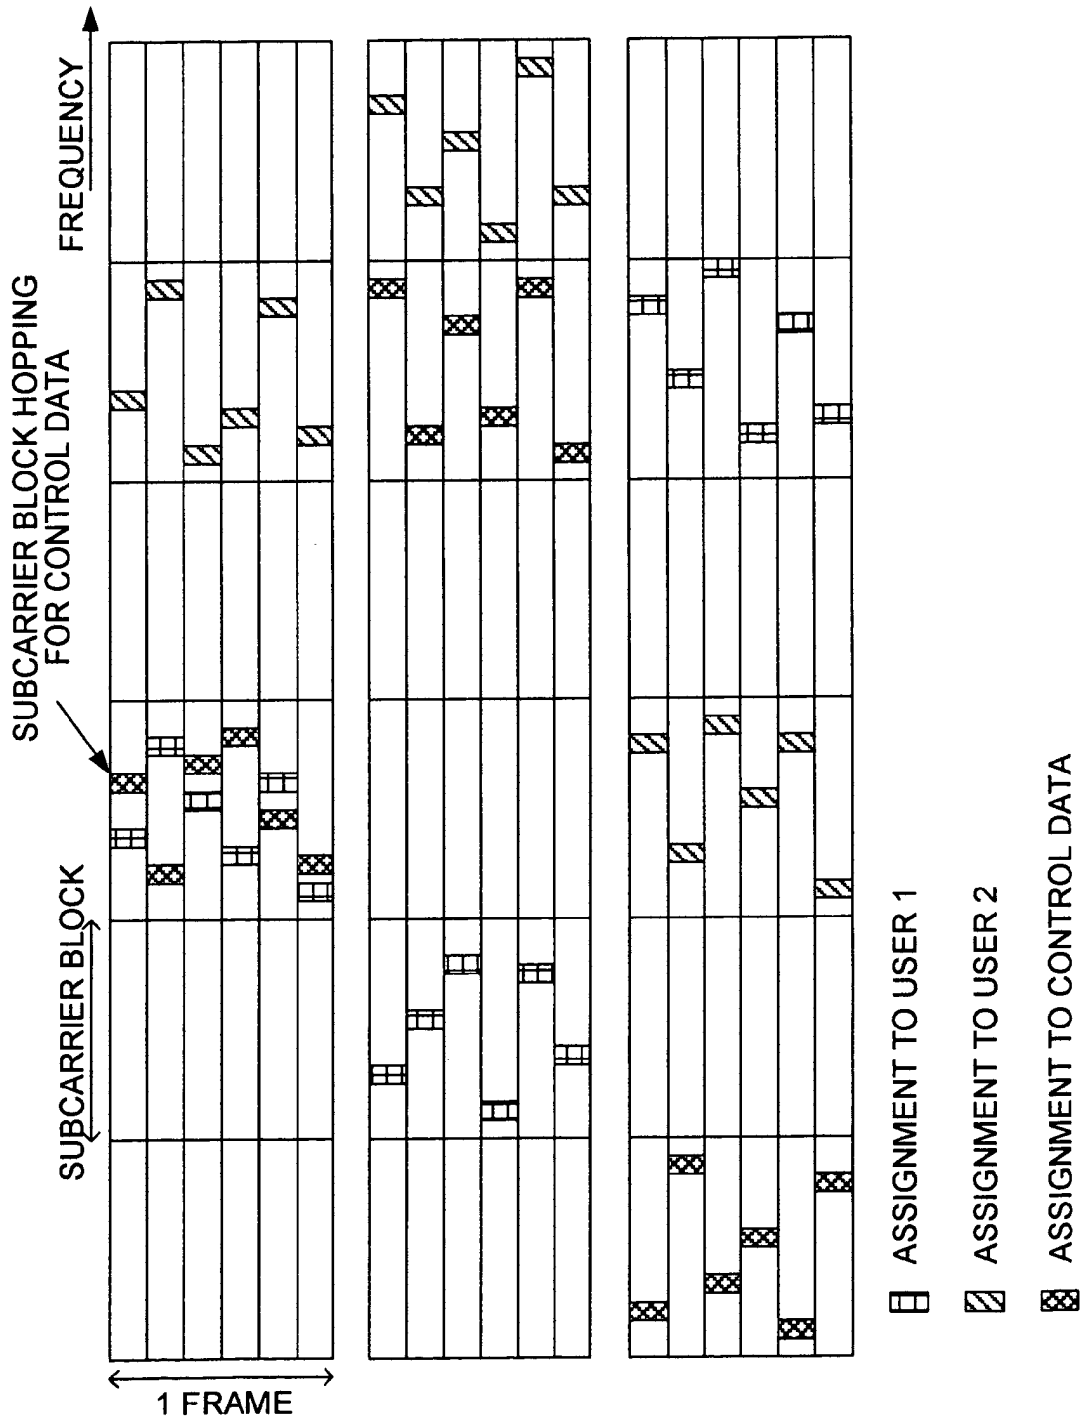 SUBCARRIER BLOCK HOPPING
FOR CONTROL DATA
FREQUENCY
SUBCARRIER BLOCK
1 FRAME
ASSIGNMENT TO USER 1
ASSIGNMENT TO USER 2
ASSIGNMENT TO CONTROL DATA